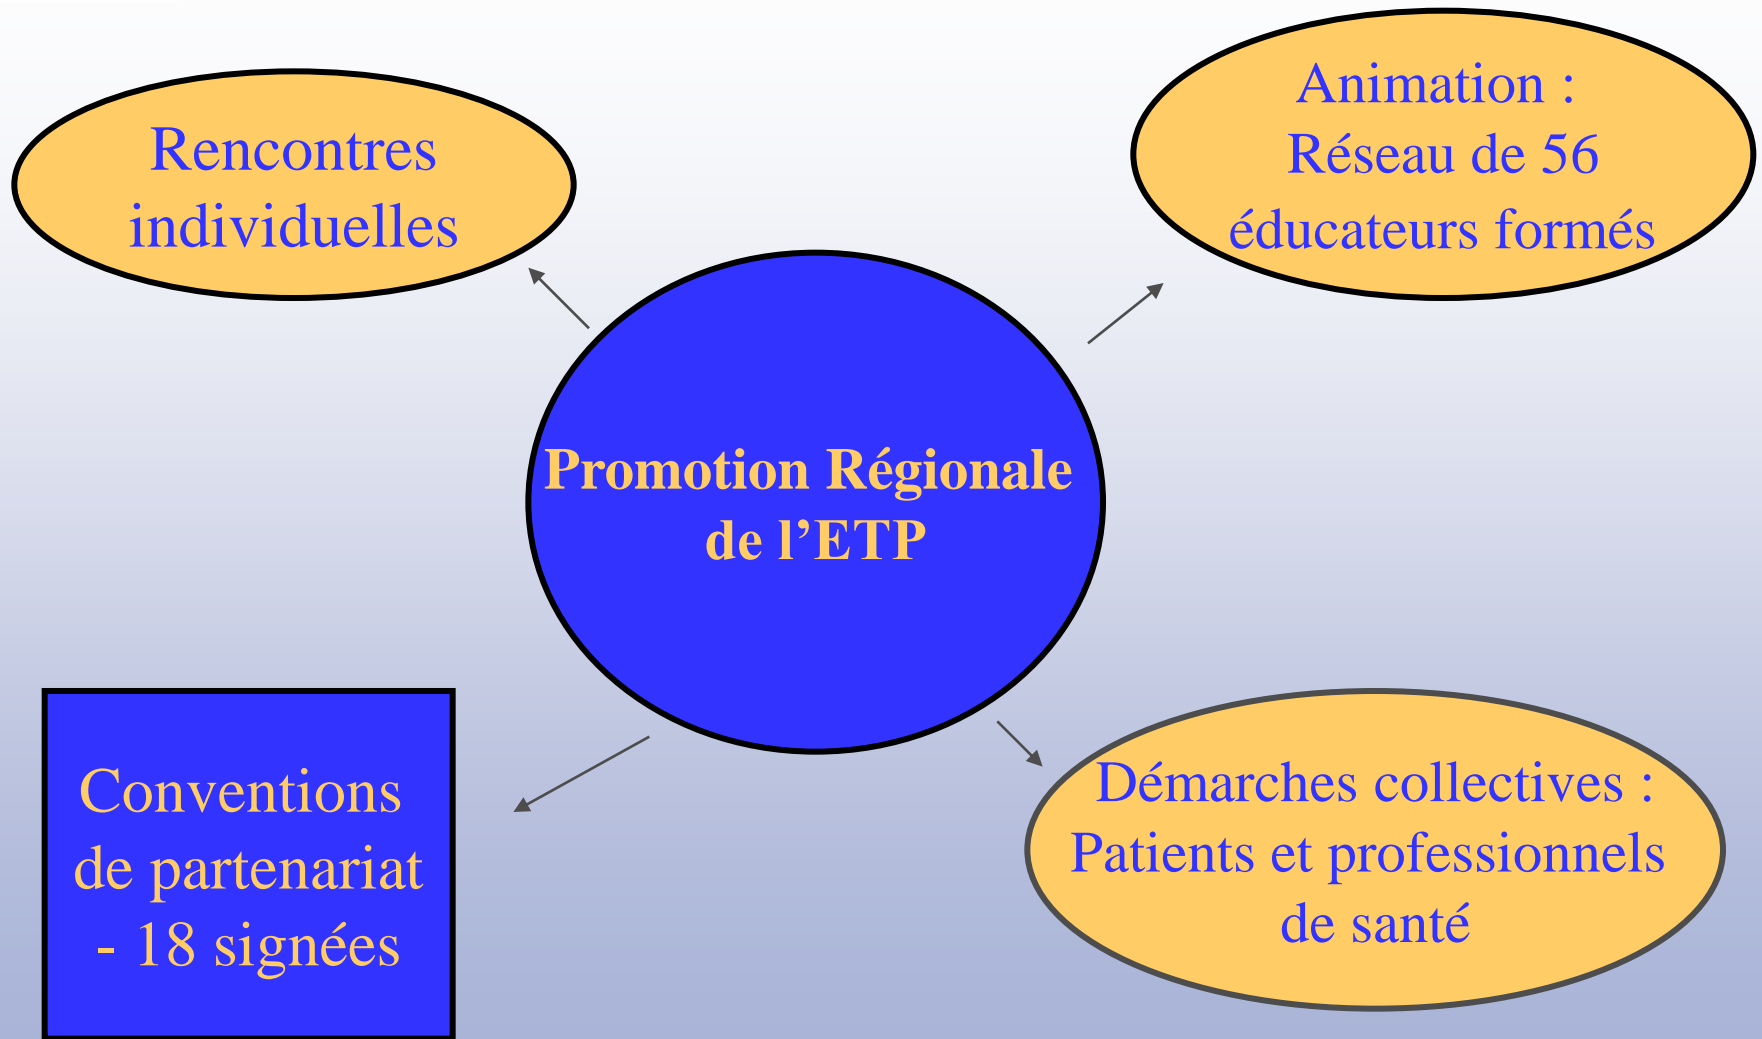 Rencontres
individuelles
Animation :
Réseau de 56
éducateurs formés
Promotion Régionale
de l’ETP
Conventions
de partenariat
- 18 signées
Démarches collectives :
Patients et professionnels
de santé